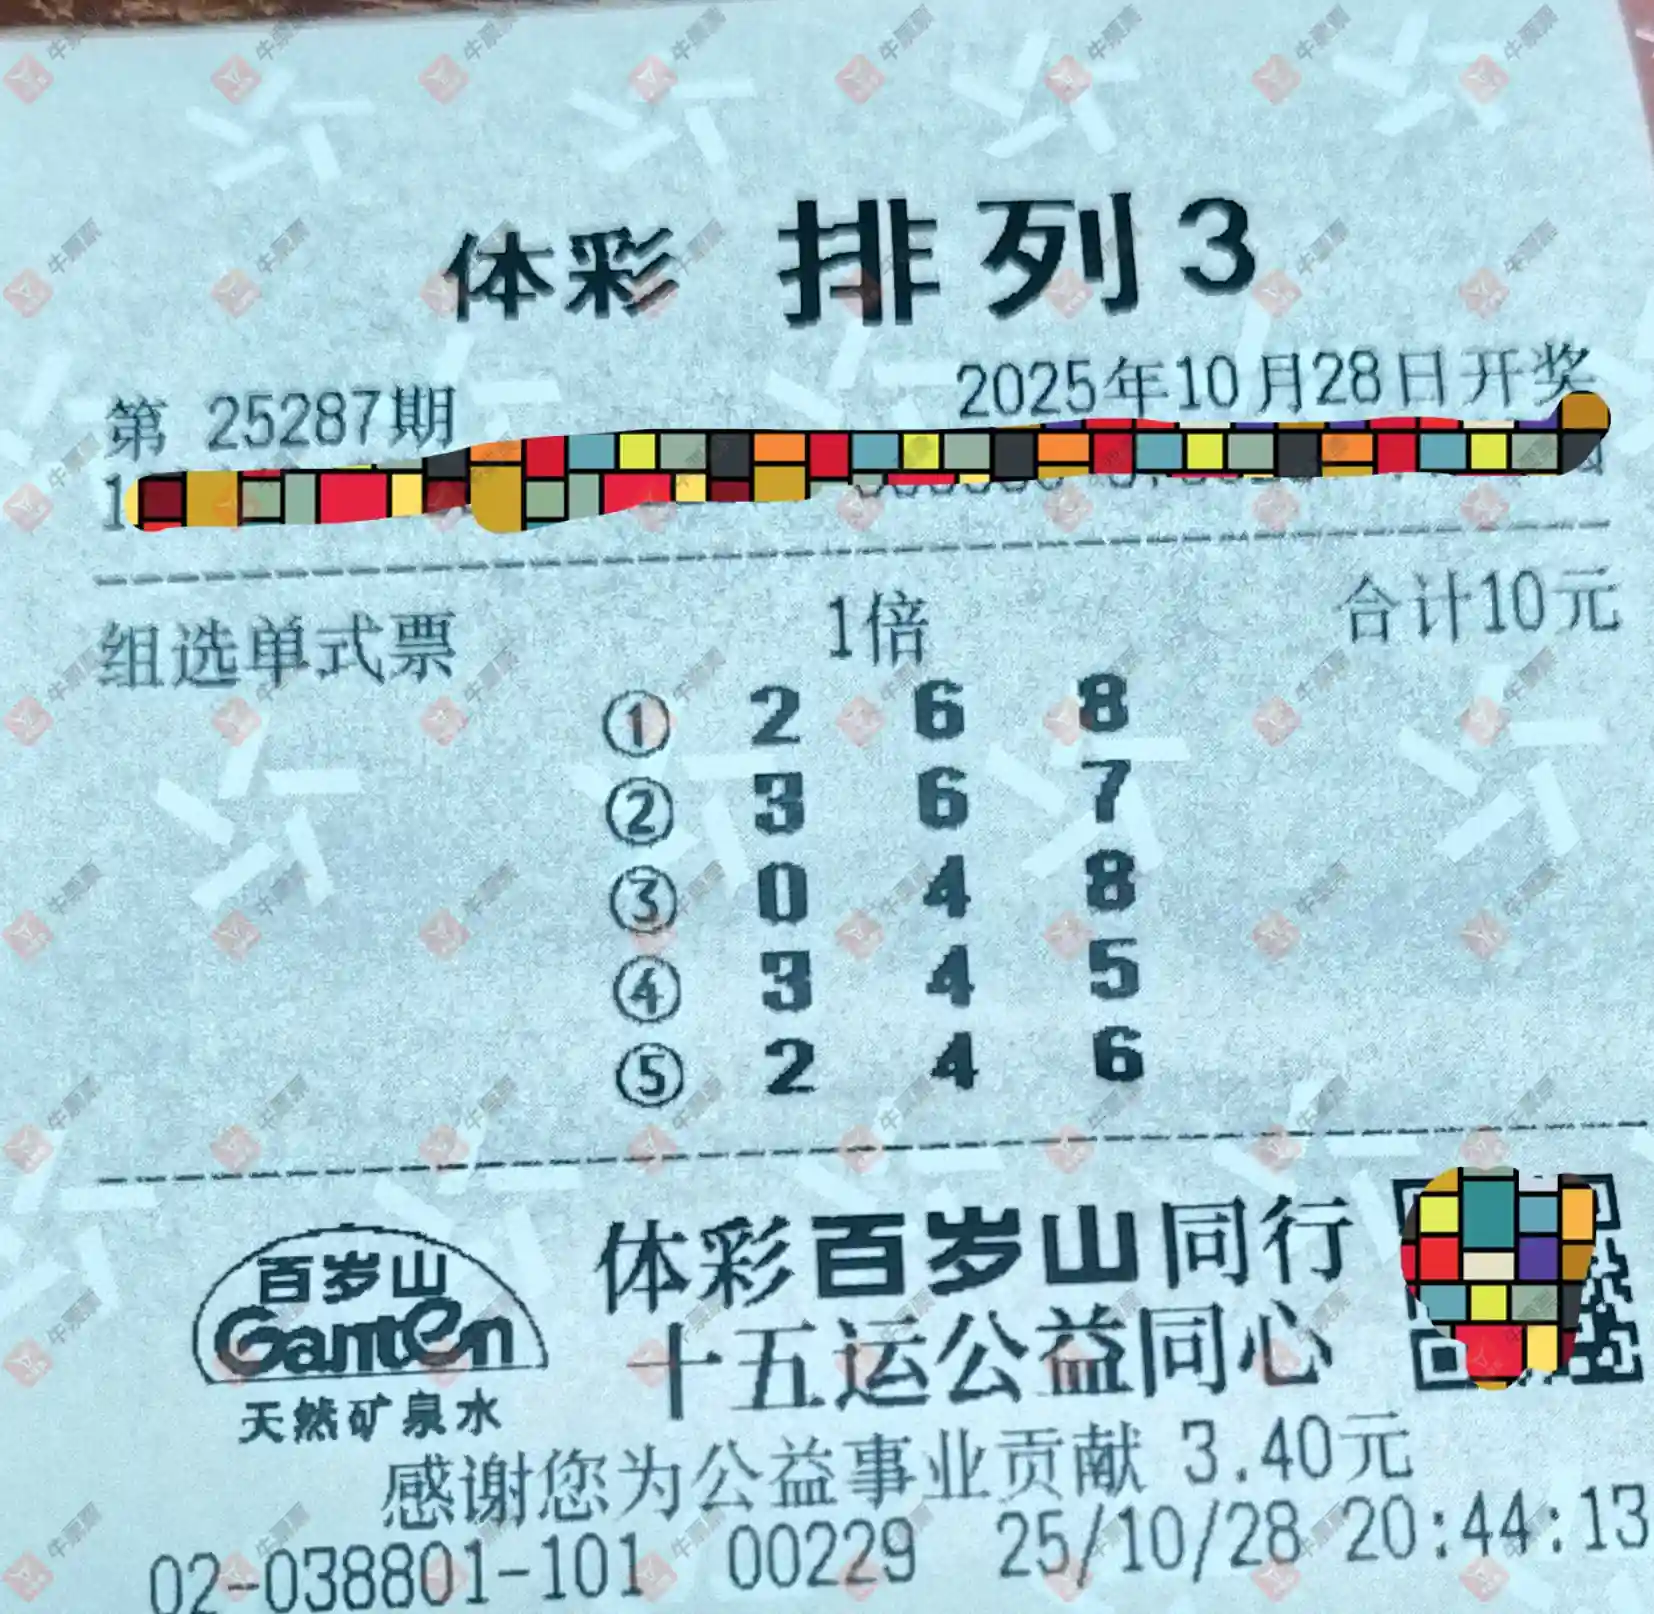 体彩 排列3
第 25287期 2025年10月28日开奖
组选单式票 1倍 合计10元
① 2 6 8
② 3 6 7
③ 0 4 8
④ 3 4 5
⑤ 2 4 6
百岁山
Ganten
天然矿泉水
体彩百岁山同行
十五运公益同心
感谢您为公益事业贡献 3.40元
02-038801-101 00229 25/10/28 20:44:13